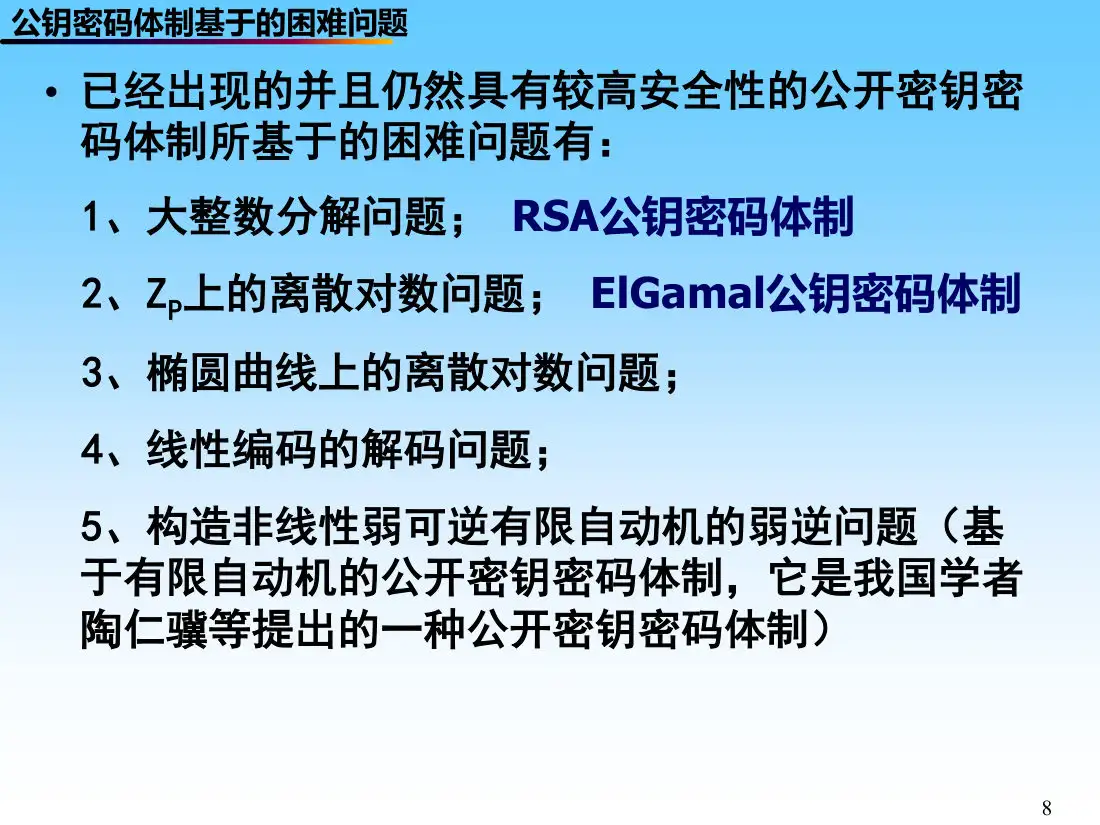 公钥密码体制基于的困难问题
• 已经出现的并且仍然具有较高安全性的公开密钥密
码体制所基于的困难问题有：
1、大整数分解问题； RSA公钥密码体制
2、ZP上的离散对数问题； ElGamal公钥密码体制
3、椭圆曲线上的离散对数问题；
4、线性编码的解码问题；
5、构造非线性弱可逆有限自动机的弱逆问题（基
于有限自动机的公开密钥密码体制，它是我国学者
陶仁骥等提出的一种公开密钥密码体制）
8